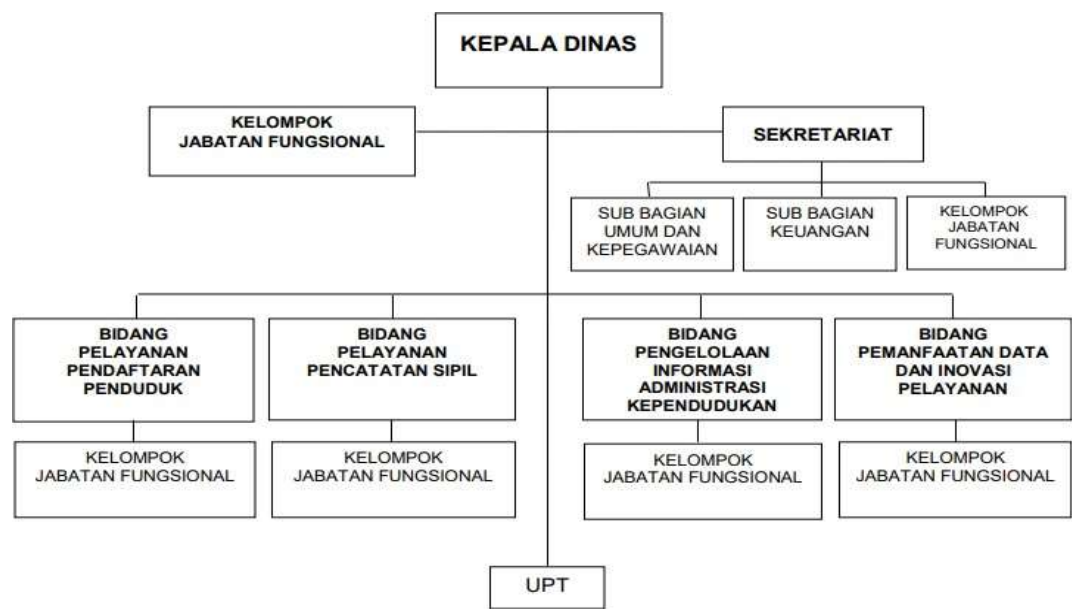 KEPALA DINAS
KELOMPOK
JABATAN FUNGSIONAL
SEKRETARIAT
SUB BAGIAN
UMUM DAN
KEPEGAWAIAN
SUB BAGIAN
KEUANGAN
KELOMPOK
JABATAN
FUNGSIONAL
BIDANG
PELAYANAN
PENDAFTARAN
PENDUDUK
BIDANG
PELAYANAN
PENCATATAN SIPIL
BIDANG
PENGELOLAAN
INFORMASI
ADMINISTRASI
KEPENDUDUKAN
BIDANG
PEMANFAATAN DATA
DAN INOVASI
PELAYANAN
KELOMPOK
JABATAN FUNGSIONAL
KELOMPOK
JABATAN FUNGSIONAL
KELOMPOK
JABATAN FUNGSIONAL
KELOMPOK
JABATAN FUNGSIONAL
UPT